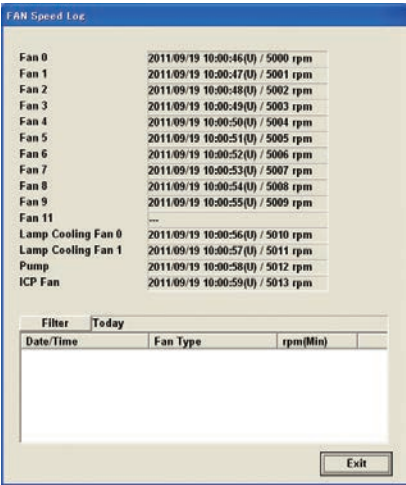 FAN Speed Log
Fan 0 2011/09/19 10:00:46(U) / 5000 rpm
Fan 1 2011/09/19 10:00:47(U) / 5001 rpm
Fan 2 2011/09/19 10:00:48(U) / 5002 rpm
Fan 3 2011/09/19 10:00:49(U) / 5003 rpm
Fan 4 2011/09/19 10:00:50(U) / 5004 rpm
Fan 5 2011/09/19 10:00:51(U) / 5005 rpm
Fan 6 2011/09/19 10:00:52(U) / 5006 rpm
Fan 7 2011/09/19 10:00:53(U) / 5007 rpm
Fan 8 2011/09/19 10:00:54(U) / 5008 rpm
Fan 9 2011/09/19 10:00:55(U) / 5009 rpm
Fan 11 ---
Lamp Cooling Fan 0 2011/09/19 10:00:56(U) / 5010 rpm
Lamp Cooling Fan 1 2011/09/19 10:00:57(U) / 5011 rpm
Pump 2011/09/19 10:00:58(U) / 5012 rpm
ICP Fan 2011/09/19 10:00:59(U) / 5013 rpm
Filter Today
Date/Time Fan Type rpm(Min)
Exit